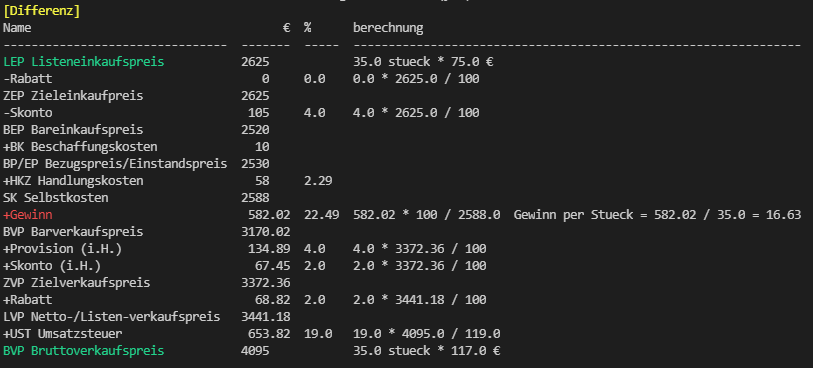 [Differenz]
Name € % berechnung
-------------------------------- ------- ----- ----------------------------------------------------------------
LEP Listeneinkaufspreis 2625 35.0 stueck * 75.0 €
-Rabatt 0 0.0 0.0 * 2625.0 / 100
ZEP Zieleinkaufpreis 2625
-Skonto 105 4.0 4.0 * 2625.0 / 100
BEP Bareinkaufspreis 2520
+BK Beschaffungskosten 10
BP/EP Bezugspreis/Einstandspreis 2530
+HKZ Handlungskosten 58 2.29
SK Selbstkosten 2588
+Gewinn 582.02 22.49 582.02 * 100 / 2588.0 Gewinn per Stueck = 582.02 / 35.0 = 16.63
BVP Barverkaufspreis 3170.02
+Provision (i.H.) 134.89 4.0 4.0 * 3372.36 / 100
+Skonto (i.H.) 67.45 2.0 2.0 * 3372.36 / 100
ZVP Zielverkaufspreis 3372.36
+Rabatt 68.82 2.0 2.0 * 3441.18 / 100
LVP Netto-/Listen-verkaufspreis 3441.18
+UST Umsatzsteuer 653.82 19.0 19.0 * 4095.0 / 119.0
BVP Bruttoverkaufspreis 4095 35.0 stueck * 117.0 €